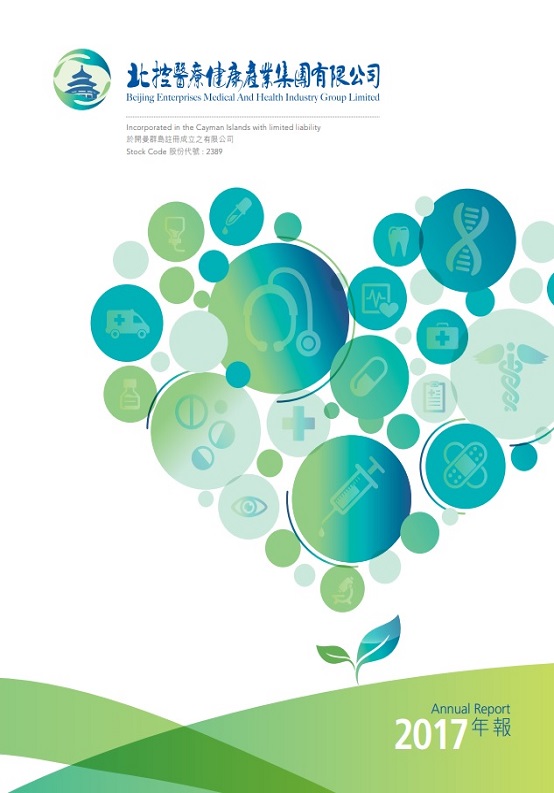 北控醫療健康產業集團有限公司
Beijing Enterprises Medical And Health Industry Group Limited
Incorporated in the Cayman Islands with limited liability
於開曼群島註冊成立之有限公司
Stock Code 股份代號 : 2389
Annual Report
2017 年報